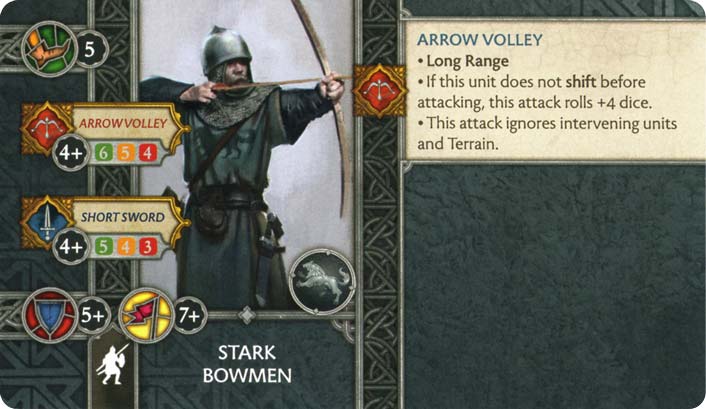 5
ARROW VOLLEY
4+ 6 5 4
SHORT SWORD
4+ 5 4 3
5+ 7+
STARK
BOWMEN
ARROW VOLLEY
• Long Range
• If this unit does not shift before
attacking, this attack rolls +4 dice.
• This attack ignores intervening units
and Terrain.